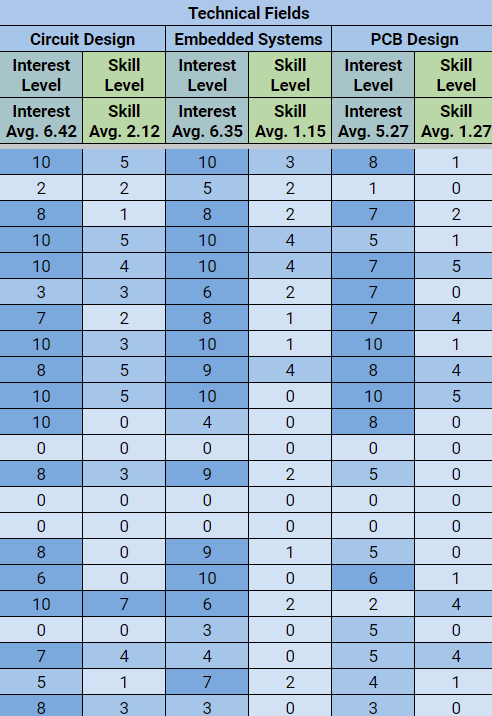 Technical Fields
Circuit Design Embedded Systems PCB Design
Interest Level Skill Level Interest Level Skill Level Interest Level Skill Level
Interest Avg. 6.42 Skill Avg. 2.12 Interest Avg. 6.35 Skill Avg. 1.15 Interest Avg. 5.27 Skill Avg. 1.27
10 5 10 3 8 1
2 2 5 2 1 0
8 1 8 2 7 2
10 5 10 4 5 1
10 4 10 4 7 5
3 3 6 2 7 0
7 2 8 1 7 4
10 3 10 1 10 1
8 5 9 4 8 4
10 5 10 0 10 5
10 0 4 0 8 0
0 0 0 0 0 0
8 3 9 2 5 0
0 0 0 0 0 0
0 0 0 0 0 0
8 0 9 1 5 0
6 0 10 0 6 1
10 7 6 2 2 4
0 0 3 0 5 0
7 4 4 0 5 4
5 1 7 2 4 1
8 3 3 0 3 0